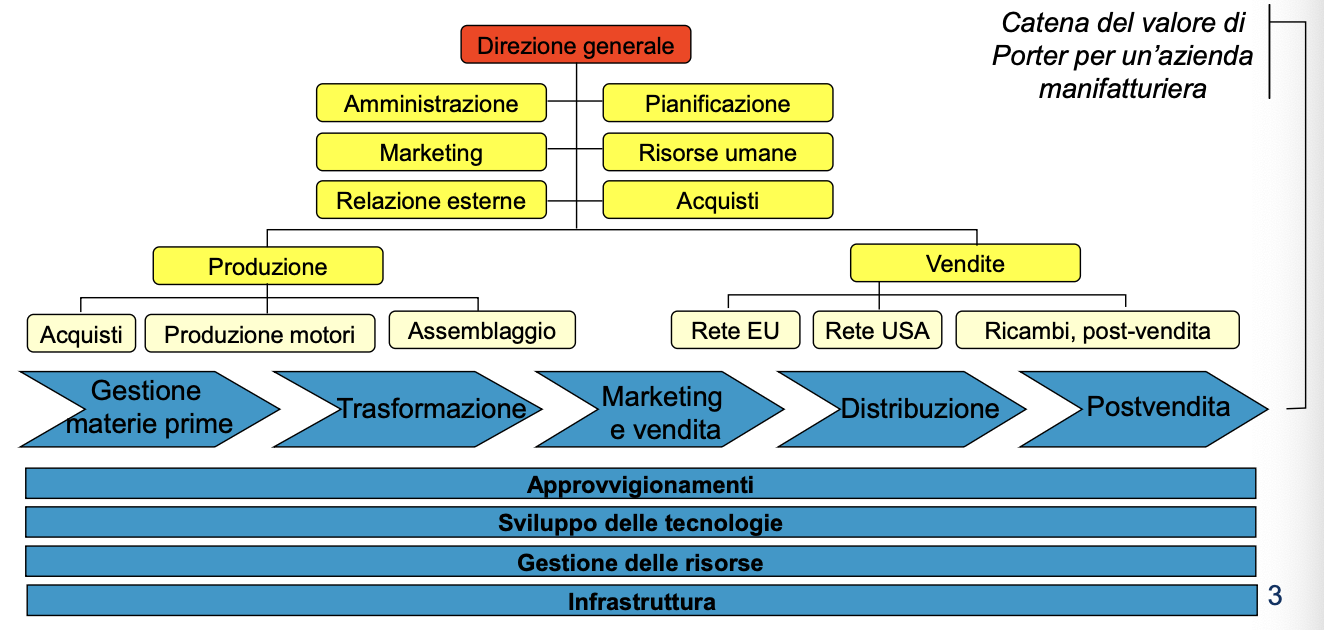 Catena del valore di
Porter per un’azienda
manifatturiera
Direzione generale
Amministrazione
Pianificazione
Marketing
Risorse umane
Relazione esterne
Acquisti
Produzione
Vendite
Acquisti
Produzione motori
Assemblaggio
Rete EU
Rete USA
Ricambi, post-vendita
Gestione
materie prime
Trasformazione
Marketing
e vendita
Distribuzione
Postvendita
Approvvigionamenti
Sviluppo delle tecnologie
Gestione delle risorse
Infrastruttura
3